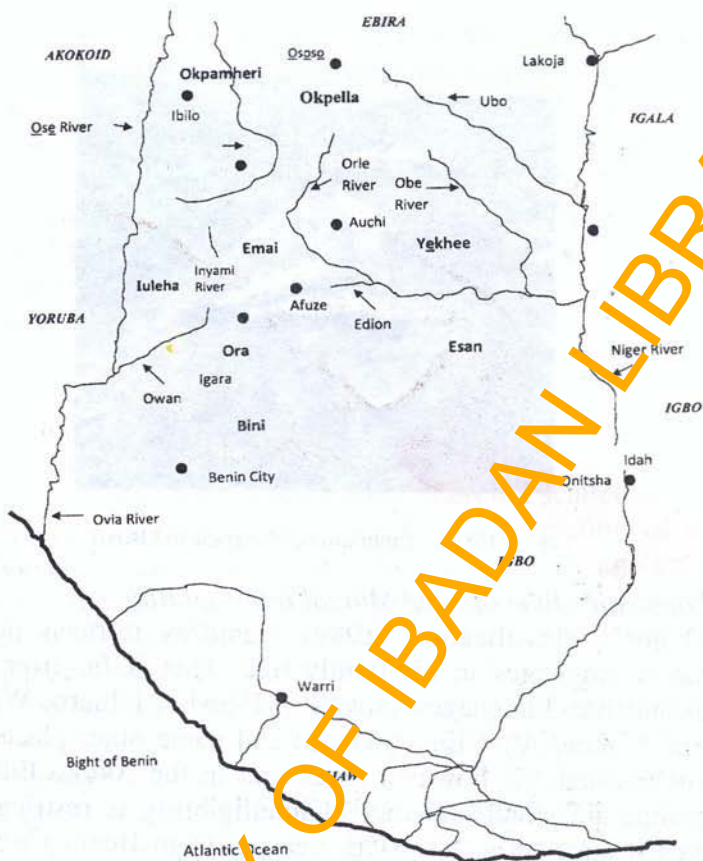 EBIRA
AKOKOID
Ososo
Lakoja
Okpamheri
Okpella
Ibilo
Ubo
IGALA
Ose River
Orle
River
Obe
River
Auchi
Emai
Yekhee
Inyami
River
Iuleha
Afuze
Edion
YORUBA
Ora
Esan
Niger River
Igara
Owan
IGBO
Bini
Idah
Benin City
Onitsha
Ovia River
IGBO
Warri
Bight of Benin
Atlantic Ocean
Y OF IBADAN LIBR